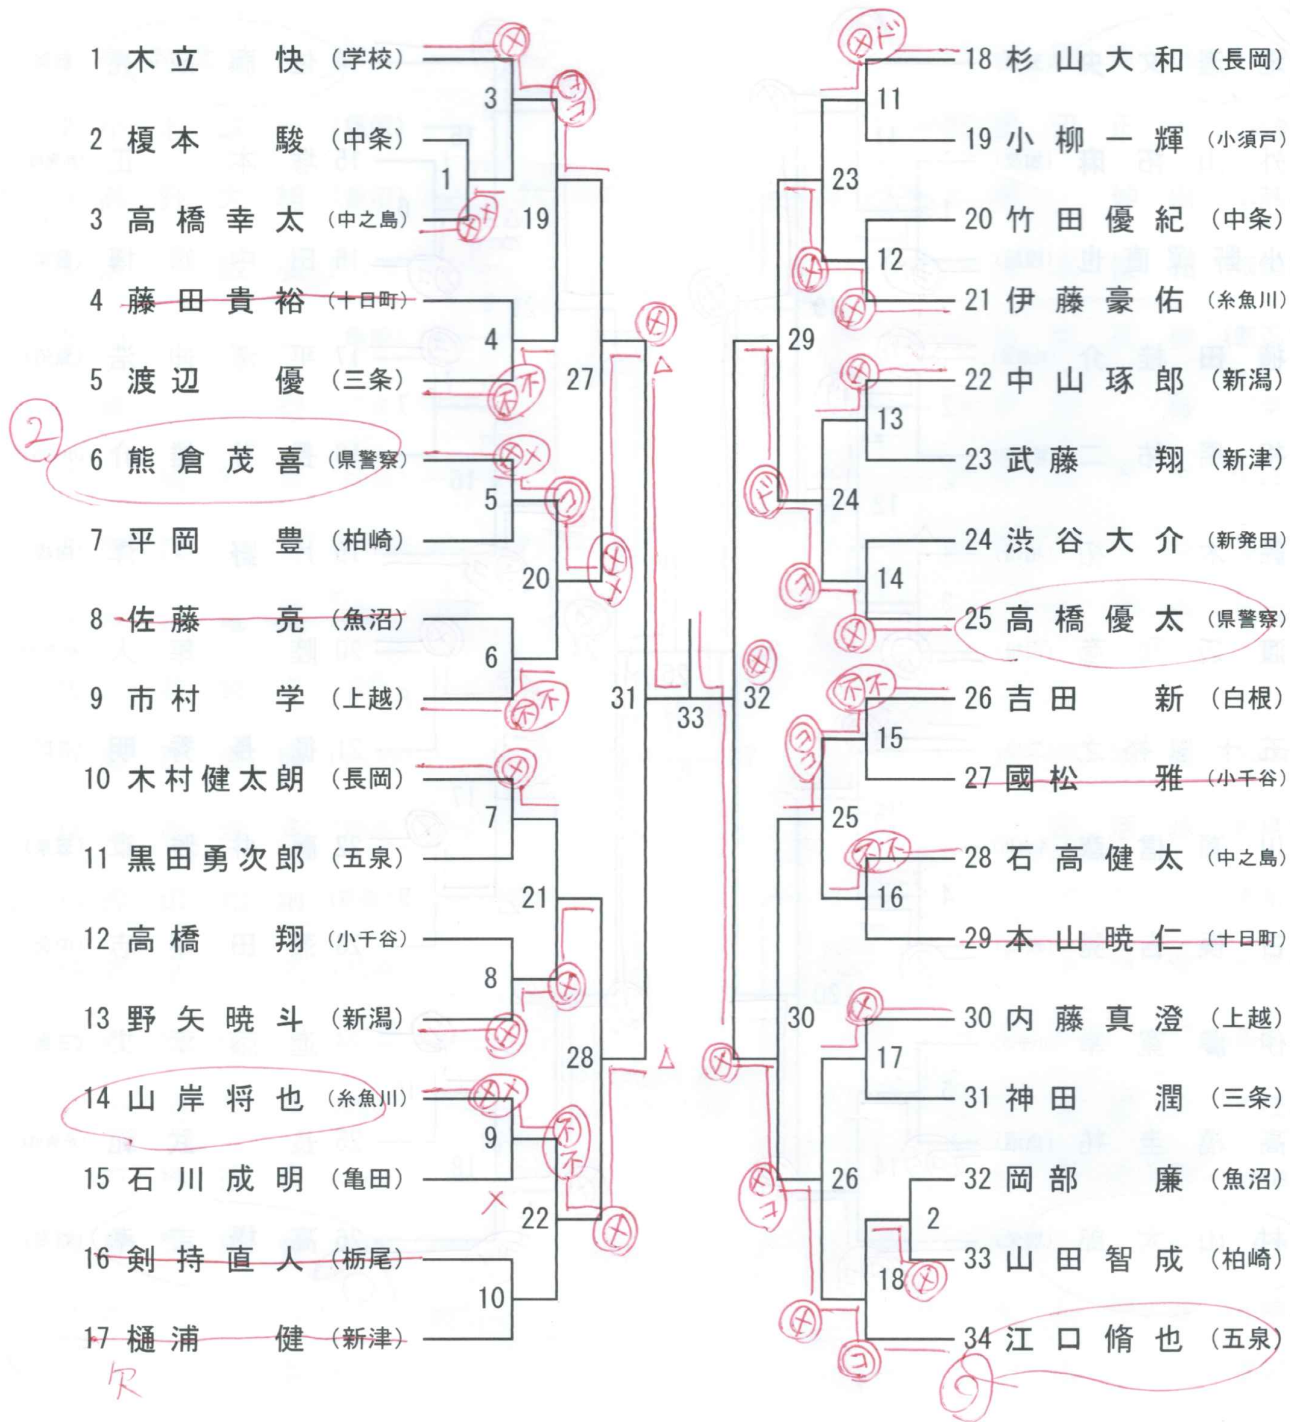 1 木立 快 (学校)
2 榎本 駿 (中条)
3 高橋幸太 (中之島)
4 藤田貴裕 (十日町)
5 渡辺 優 (三条)
②
6 熊倉茂喜 (県警察)
7 平岡 豊 (柏崎)
8 佐藤 亮 (魚沼)
9 市村 学 (上越)
10 木村健太朗 (長岡)
11 黒田勇次郎 (五泉)
12 高橋 翔 (小千谷)
13 野矢暁斗 (新潟)
14 山岸将也 (糸魚川)
15 石川成明 (亀田)
16 剣持直人 (栃尾)
17 樋浦 健 (新津)
欠
3
1
19
4
27
5
20
6
31
7
21
8
28
9
22
10
33
18 杉山大和 (長岡)
19 小柳一輝 (小須戸)
20 竹田優紀 (中条)
21 伊藤豪佑 (糸魚川)
22 中山琢郎 (新潟)
23 武藤 翔 (新津)
24 渋谷大介 (新発田)
25 高橋優太 (県警察)
26 吉田 新 (白根)
27 國松 雅 (小千谷)
28 石高健太 (中之島)
29 本山暁仁 (十日町)
30 内藤真澄 (上越)
31 神田 潤 (三条)
32 岡部 廉 (魚沼)
33 山田智成 (柏崎)
34 江口脩也 (五泉)
11
23
12
29
13
24
14
32
15
25
16
30
17
26
2
18